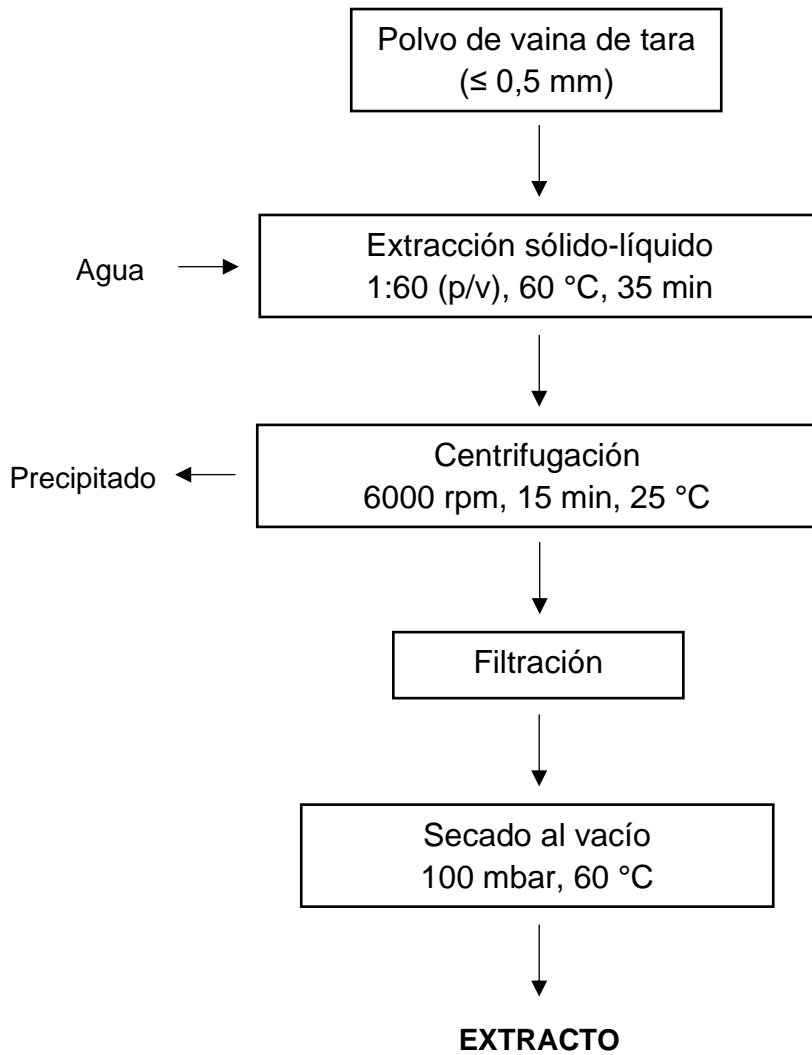 Polvo de vaina de tara
(≤ 0,5 mm)
Agua
Extracción sólido-líquido
1:60 (p/v), 60 °C, 35 min
Precipitado
Centrifugación
6000 rpm, 15 min, 25 °C
Filtración
Secado al vacío
100 mbar, 60 °C
EXTRACTO